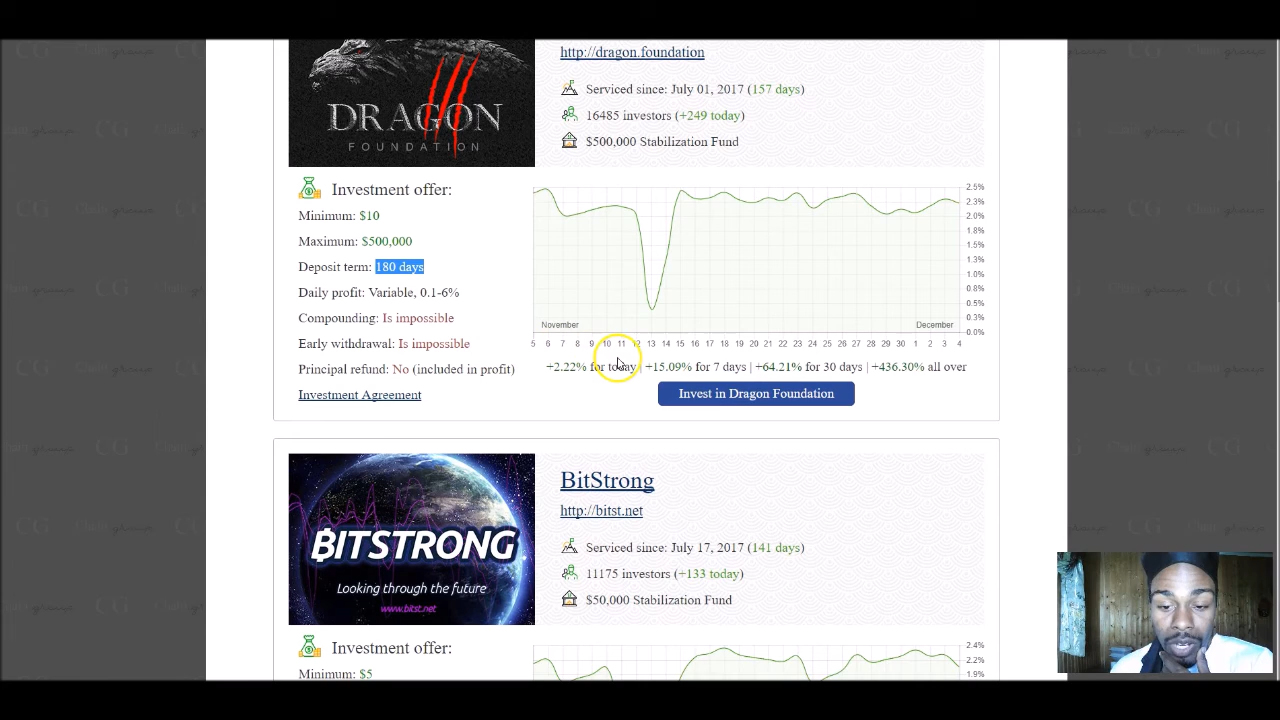 DRAGON
FOUNDATION
http://dragon.foundation
Serviced since: July 01, 2017 (157 days)
16485 investors (+249 today)
$500,000 Stabilization Fund
Investment offer:
Minimum: $10
Maximum: $500,000
Deposit term: 180 days
Daily profit: Variable, 0.1-6%
Compounding: Is impossible
Early withdrawal: Is impossible
Principal refund: No (included in profit)
Investment Agreement
2.5%
2.3%
2.0%
1.8%
1.5%
1.3%
1.0%
0.8%
0.5%
0.3%
0.0%
November
December
5 6 7 8 9 10 11 12 13 14 15 16 17 18 19 20 21 22 23 24 25 26 27 28 29 30 1 2 3 4
+2.22% for today | +15.09% for 7 days | +64.21% for 30 days | +436.30% all over
Invest in Dragon Foundation
BITSTRONG
Looking through the future
www.bitst.net
BitStrong
http://bitst.net
Serviced since: July 17, 2017 (141 days)
11175 investors (+133 today)
$50,000 Stabilization Fund
Investment offer:
Minimum: $5
2.4%
2.2%
1.9%